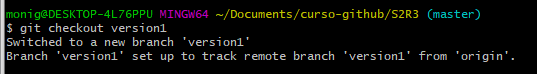 monig@DESKTOP-4L76PPU MINGW64 ~/Documents/curso-github/S2R3 (master)
$ git checkout version1
Switched to a new branch 'version1'
Branch 'version1' set up to track remote branch 'version1' from 'origin'.